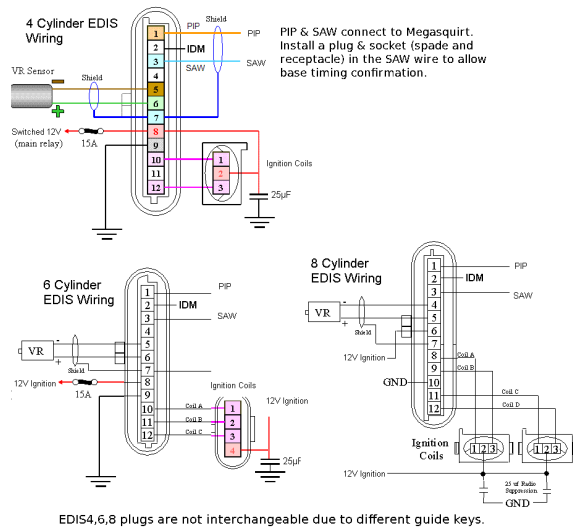 4 Cylinder EDIS
Wiring
Shield
PIP
PIP
IDM
SAW
SAW
1
2
3
4
5
6
7
8
9
10
11
12
VR Sensor
Shield
Switched 12V
(main relay)
15A
1
2
3
Ignition Coils
25µF
PIP & SAW connect to Megasquirt.
Install a plug & socket (spade and
receptacle) in the SAW wire to allow
base timing confirmation.
6 Cylinder
EDIS Wiring
1
2
3
4
5
6
7
8
9
10
11
12
PIP
IDM
SAW
VR
-
+
Shield
12V Ignition
15A
Coil A
Coil B
Coil C
Ignition Coils
1
2
3
4
12V Ignition
25µF
8 Cylinder
EDIS Wiring
1
2
3
4
5
6
7
8
9
10
11
12
PIP
IDM
SAW
VR
-
+
Shield
12V Ignition
GND
Coil A
Coil B
Coil C
Coil D
Ignition
Coils
1 2 3
1 2 3
12V Ignition
25 uf Radio
Suppression
GND
EDIS4,6,8 plugs are not interchangeable due to different guide keys.